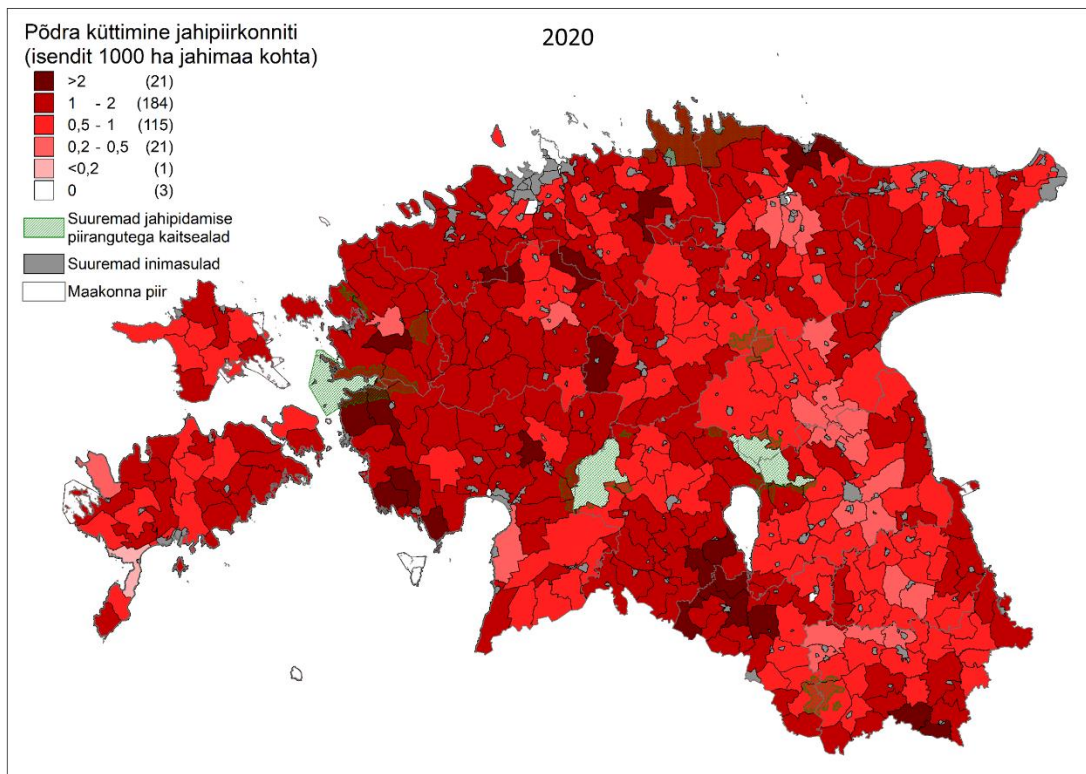 Põdra küttimine jahipiirkonniti
(isendit 1000 ha jahimaa kohta)
2020
>2 (21)
1 - 2 (184)
0,5 - 1 (115)
0,2 - 0,5 (21)
<0,2 (1)
0 (3)
Suuremad jahipidamise
piirangutega kaitsealad
Suuremad inimasulad
Maakonna piir